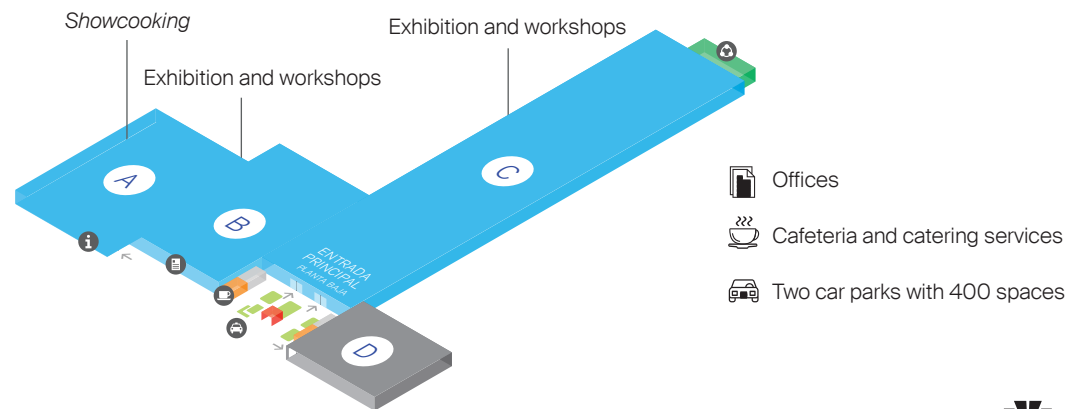 Showcooking
Exhibition and workshops
Exhibition and workshops
A
B
C
D
ENTRADA
PRINCIPAL
PLANTA BAJA
i
Offices
Cafeteria and catering services
Two car parks with 400 spaces